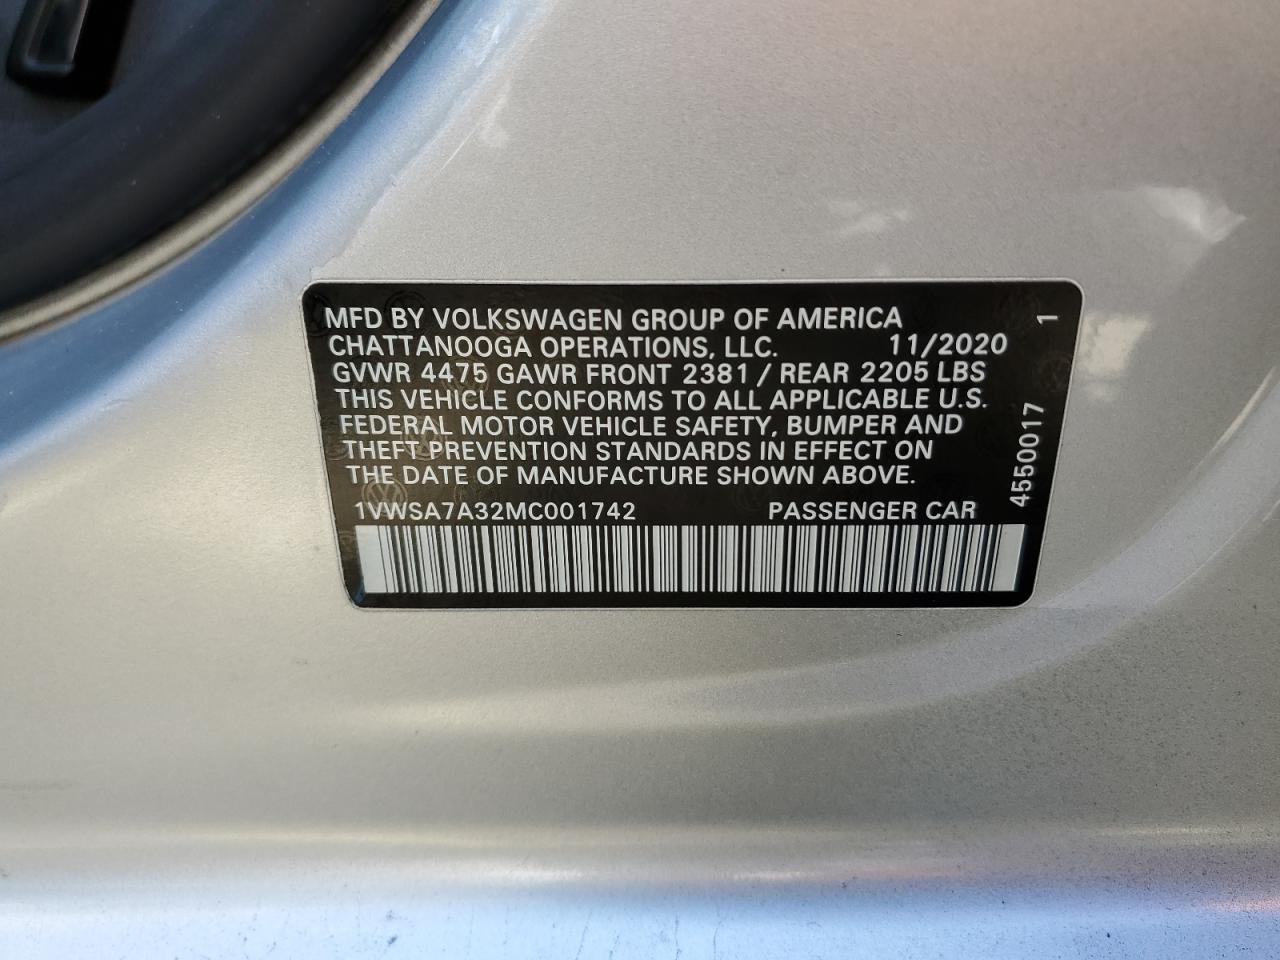 MFD BY VOLKSWAGEN GROUP OF AMERICA
CHATTANOOGA OPERATIONS, LLC. 11/2020
GVWR 4475 GAWR FRONT 2381 / REAR 2205 LBS
THIS VEHICLE CONFORMS TO ALL APPLICABLE U.S.
FEDERAL MOTOR VEHICLE SAFETY, BUMPER AND
THEFT PREVENTION STANDARDS IN EFFECT ON
THE DATE OF MANUFACTURE SHOWN ABOVE.
1VWSA7A32MC001742 PASSENGER CAR
4550017 1